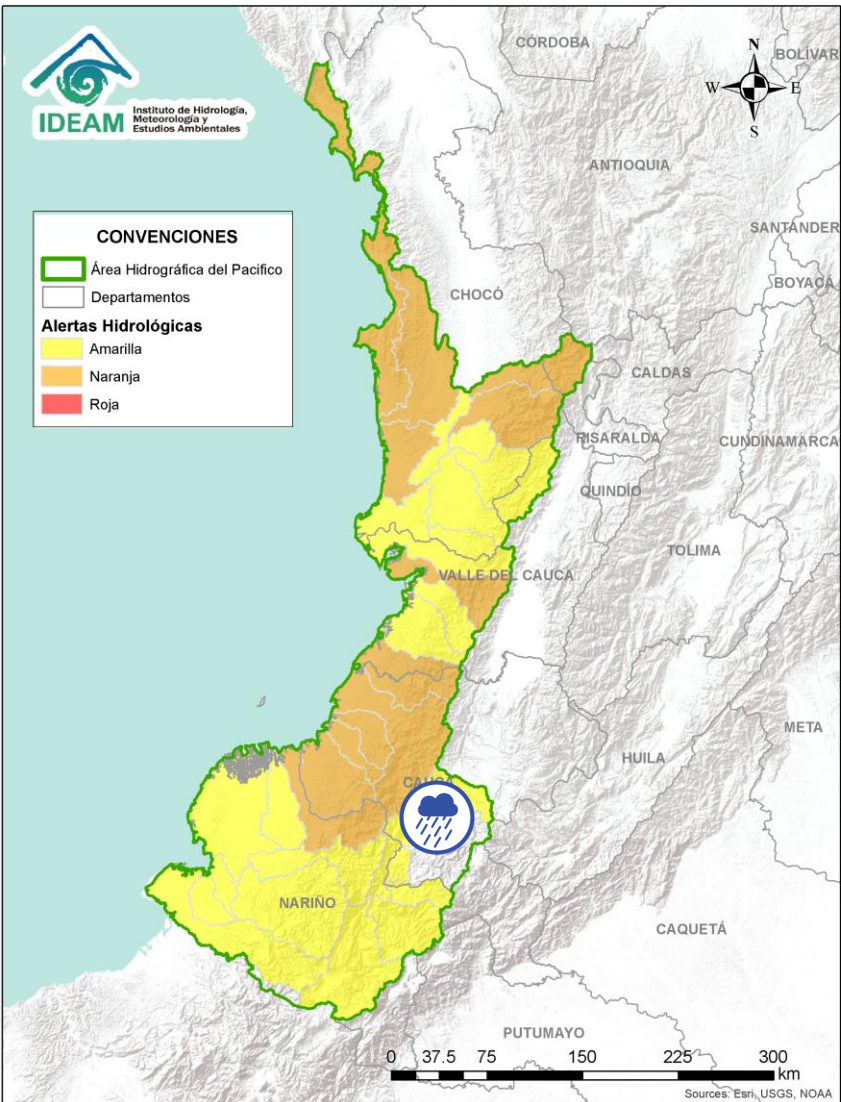 IDEAM
Instituto de Hidrología,
Meteorología y
Estudios Ambientales
N
W
E
S
CÓRDOBA
BOLIVAR
ANTIOQUIA
SANTANDER
BOYACÁ
CHOCÓ
CALDAS
RISARALDA
CUNDINAMARCA
QUINDÍO
TOLIMA
VALLE DEL CAUCA
META
HUILA
CAUCA
NARIÑO
CAQUETÁ
PUTUMAYO
CONVENCIONES
Área Hidrográfica del Pacifico
Departamentos
Alertas Hidrológicas
Amarilla
Naranja
Roja
0 37.5 75 150 225 300
km
Sources: Esri, USGS, NOAA